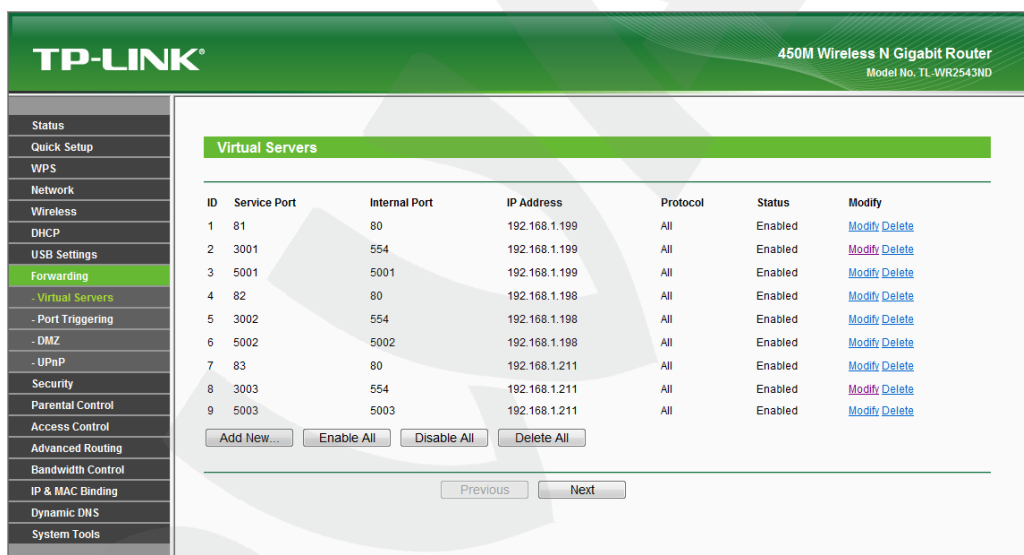 TP-LINK®
450M Wireless N Gigabit Router
Model No. TL-WR2543ND
Status
Quick Setup
WPS
Network
Wireless
DHCP
USB Settings
Forwarding
- Virtual Servers
- Port Triggering
- DMZ
- UPnP
Security
Parental Control
Access Control
Advanced Routing
Bandwidth Control
IP & MAC Binding
Dynamic DNS
System Tools
Virtual Servers
ID Service Port Internal Port IP Address Protocol Status Modify
1 81 80 192.168.1.199 All Enabled Modify Delete
2 3001 554 192.168.1.199 All Enabled Modify Delete
3 5001 5001 192.168.1.199 All Enabled Modify Delete
4 82 80 192.168.1.198 All Enabled Modify Delete
5 3002 554 192.168.1.198 All Enabled Modify Delete
6 5002 5002 192.168.1.198 All Enabled Modify Delete
7 83 80 192.168.1.211 All Enabled Modify Delete
8 3003 554 192.168.1.211 All Enabled Modify Delete
9 5003 5003 192.168.1.211 All Enabled Modify Delete
Add New... Enable All Disable All Delete All
Previous Next